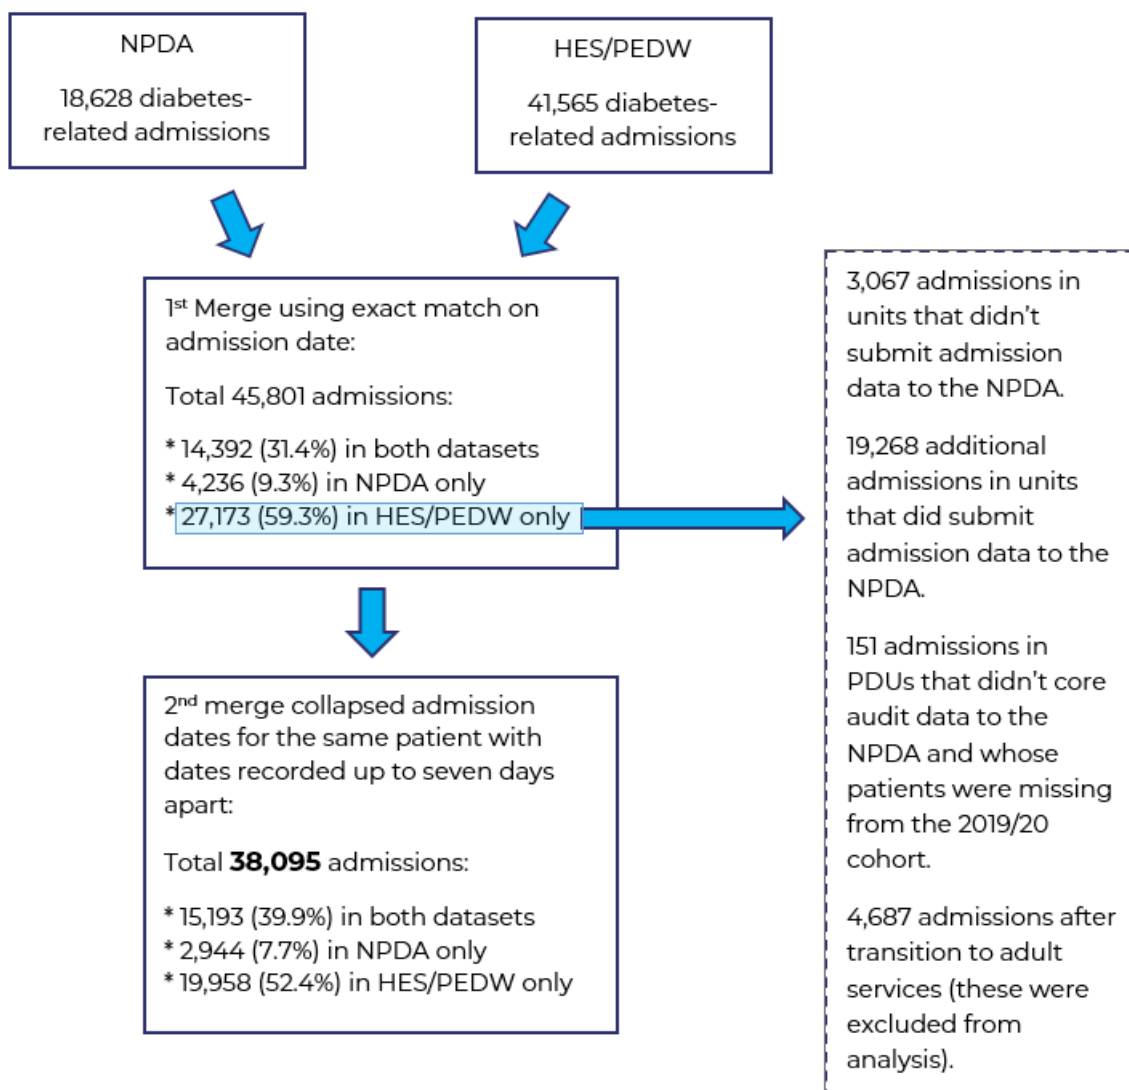 NPDA
18,628 diabetes-
related admissions
HES/PEDW
41,565 diabetes-
related admissions
1st Merge using exact match on
admission date:
Total 45,801 admissions:
* 14,392 (31.4%) in both datasets
* 4,236 (9.3%) in NPDA only
* 27,173 (59.3%) in HES/PEDW only
3,067 admissions in
units that didn't
submit admission
data to the NPDA.
19,268 additional
admissions in units
that did submit
admission data to the
NPDA.
151 admissions in
PDUs that didn't core
audit data to the
NPDA and whose
patients were missing
from the 2019/20
cohort.
4,687 admissions after
transition to adult
services (these were
excluded from
analysis).
2nd merge collapsed admission
dates for the same patient with
dates recorded up to seven days
apart:
Total 38,095 admissions:
* 15,193 (39.9%) in both datasets
* 2,944 (7.7%) in NPDA only
* 19,958 (52.4%) in HES/PEDW only